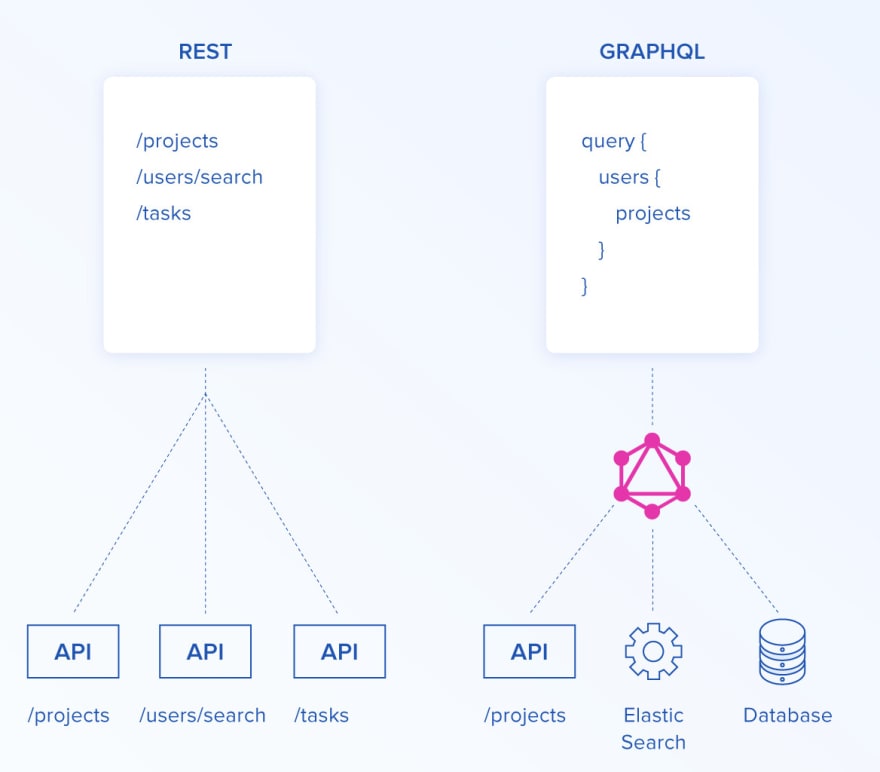 REST
/projects
/users/search
/tasks
API
/projects
API
/users/search
API
/tasks
GRAPHQL
query {
users {
projects
}
}
API
/projects
Elastic
Search
Database